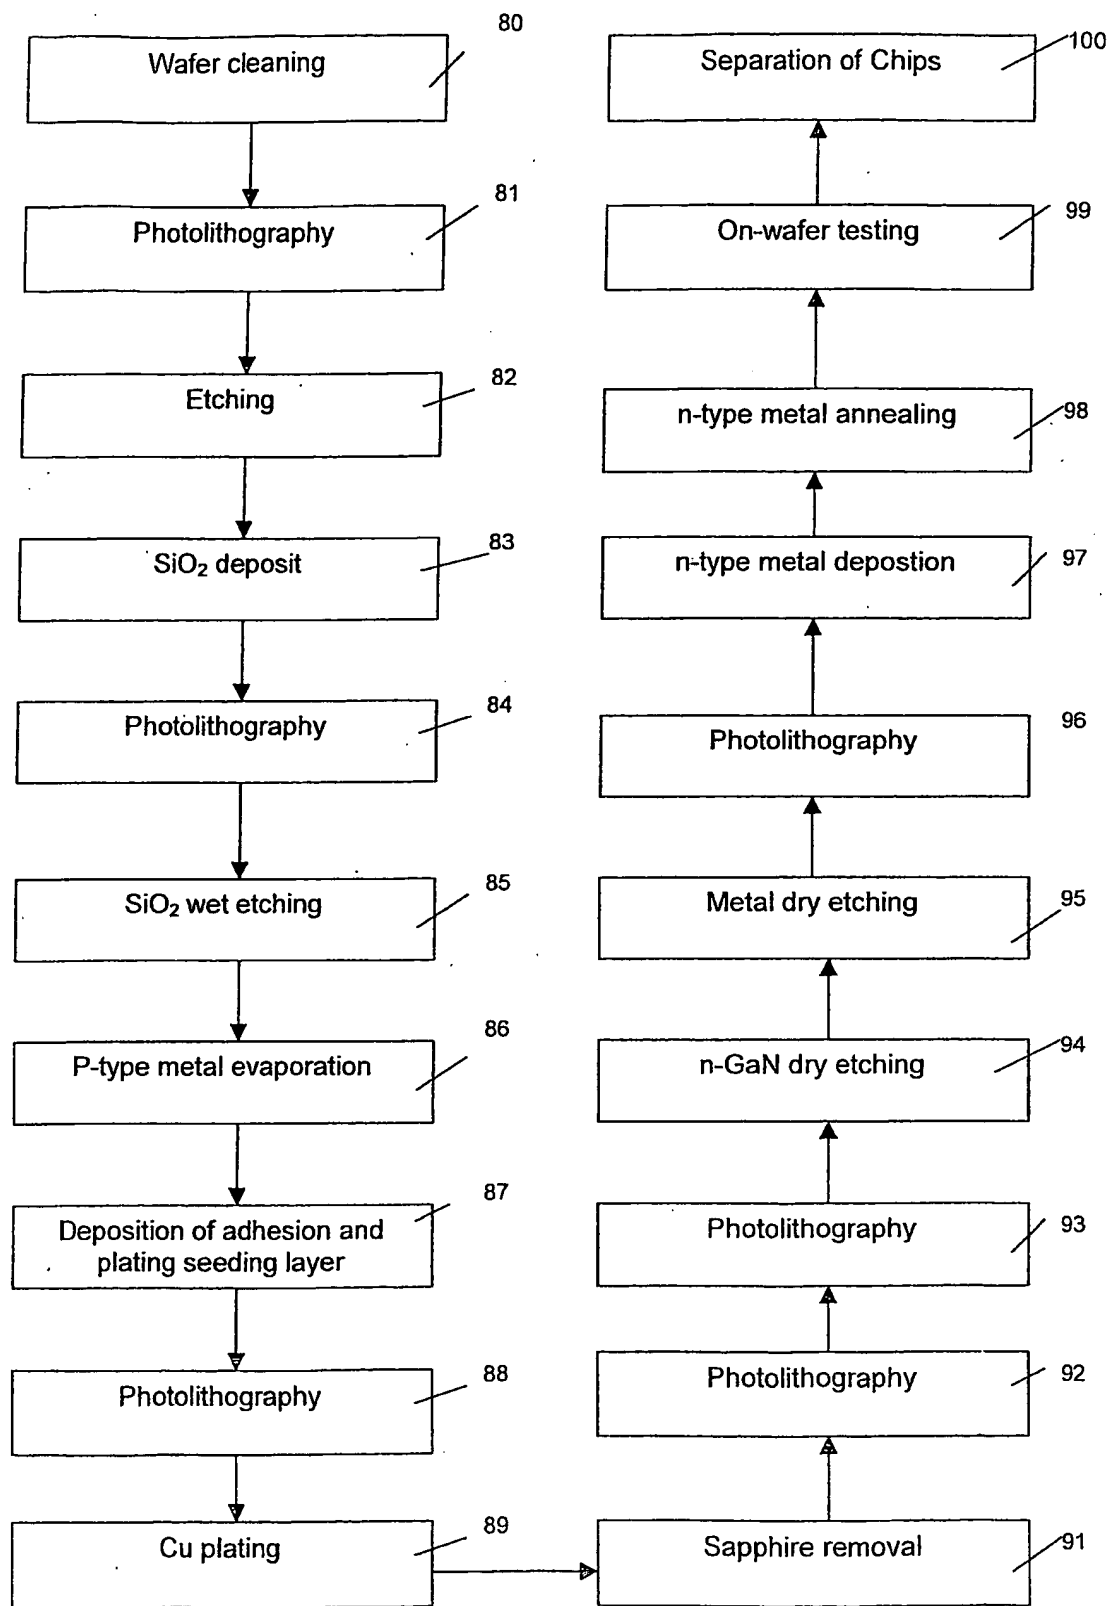 80
Wafer cleaning
81
Photolithography
82
Etching
83
SiO₂ deposit
84
Photolithography
85
SiO₂ wet etching
86
P-type metal evaporation
87
Deposition of adhesion and
plating seeding layer
88
Photolithography
89
Cu plating
91
Sapphire removal
92
Photolithography
93
Photolithography
94
n-GaN dry etching
95
Metal dry etching
96
Photolithography
97
n-type metal depostion
98
n-type metal annealing
99
On-wafer testing
100
Separation of Chips